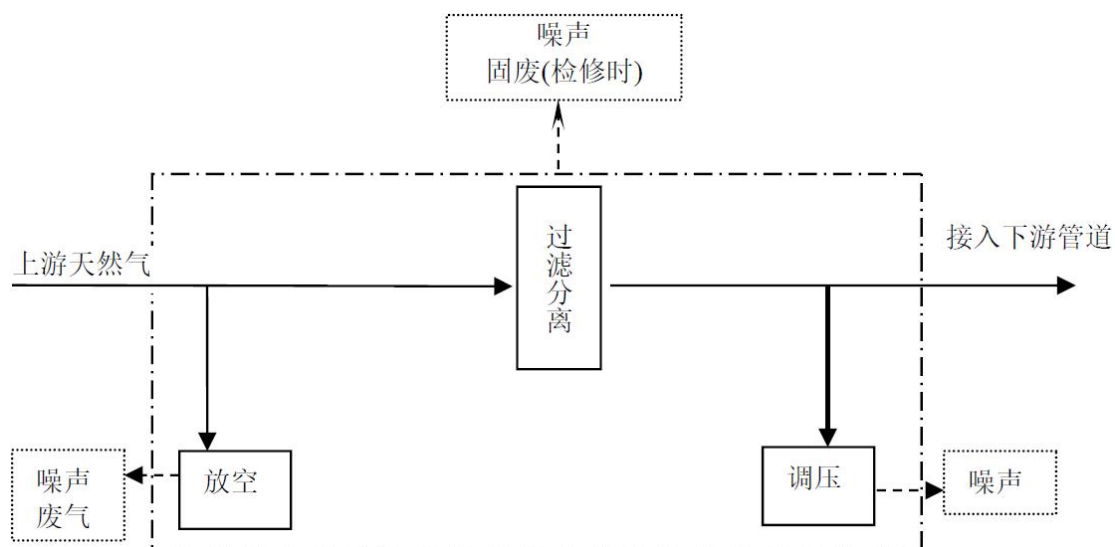 噪声
固废(检修时)
过滤分离
接入下游管道
上游天然气
噪声
废气
放空
调压
噪声